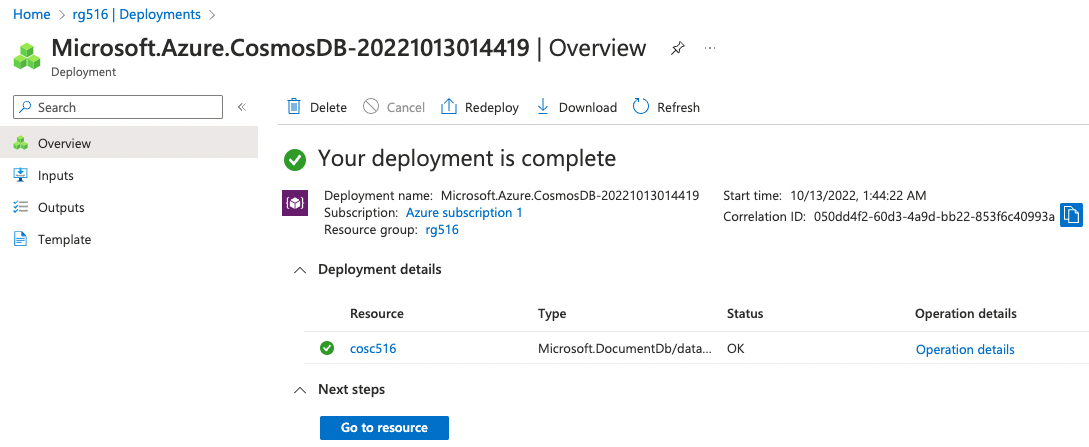 Home > rg516 | Deployments >
Microsoft.Azure.CosmosDB-20221013014419 | Overview ...
Deployment
Search «
Overview
Inputs
Outputs
Template
Delete Cancel Redeploy Download Refresh
Your deployment is complete
Deployment name: Microsoft.Azure.CosmosDB-20221013014419 Start time: 10/13/2022, 1:44:22 AM
Subscription: Azure subscription 1 Correlation ID: 050dd4f2-60d3-4a9d-bb22-853f6c40993a
Resource group: rg516
Deployment details
Resource Type Status Operation details
cosc516 Microsoft.DocumentDb/data... OK Operation details
Next steps
Go to resource